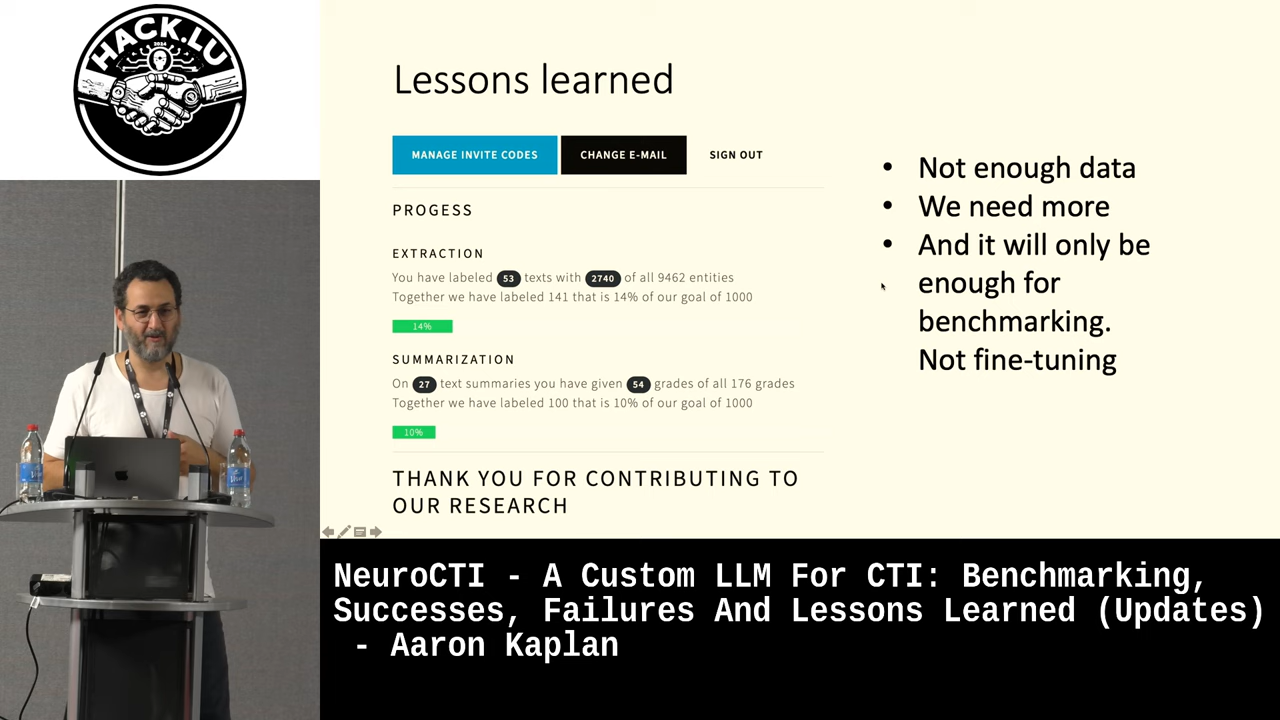 HACK.LU
2024
Lessons learned
MANAGE INVITE CODES CHANGE E-MAIL SIGN OUT
PROGESS
EXTRACTION
You have labeled 53 texts with 2740 of all 9462 entities
Together we have labeled 141 that is 14% of our goal of 1000
14%
SUMMARIZATION
On 27 text summaries you have given 54 grades of all 176 grades
Together we have labeled 100 that is 10% of our goal of 1000
10%
THANK YOU FOR CONTRIBUTING TO
OUR RESEARCH
• Not enough data
• We need more
• And it will only be
enough for
benchmarking.
Not fine-tuning
NeuroCTI - A Custom LLM For CTI: Benchmarking,
Successes, Failures And Lessons Learned (Updates)
- Aaron Kaplan